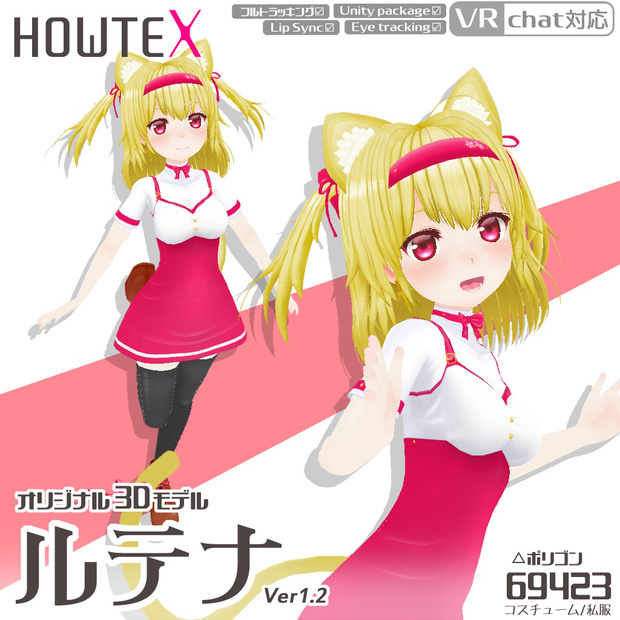 HOWTEX
フルトラッキング☑ Unity package☑
Lip Sync☑ Eye tracking☑
VRchat対応
オリジナル3Dモデル
ルテナ Ver1.2
△ポリゴン
69423
コスチューム/私服